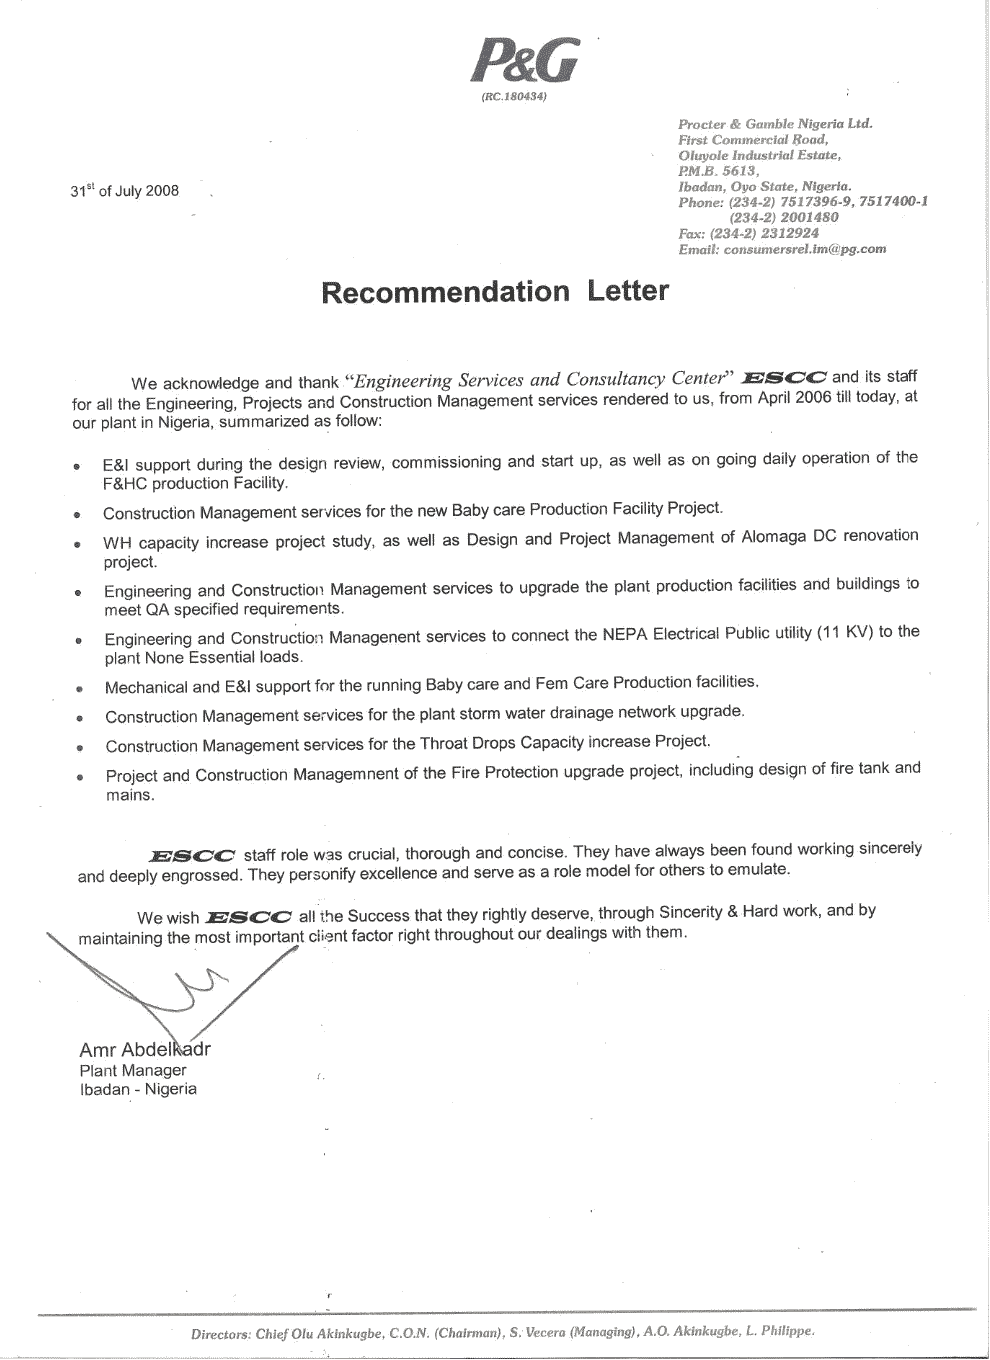 P&G
(RC.180434)
Procter & Gamble Nigeria Ltd.
First Commercial Road,
Oluyole Industrial Estate,
P.M.B. 5613,
Ibadan, Oyo State, Nigeria.
Phone: (234-2) 7517396-9, 7517400-1
(234-2) 2001480
Fax: (234-2) 2312924
Email: consumersrel.im@pg.com
31st of July 2008
Recommendation Letter
We acknowledge and thank "Engineering Services and Consultancy Center" ESCC and its staff
for all the Engineering, Projects and Construction Management services rendered to us, from April 2006 till today, at
our plant in Nigeria, summarized as follow:
• E&I support during the design review, commissioning and start up, as well as on going daily operation of the
F&HC production Facility.
• Construction Management services for the new Baby care Production Facility Project.
• WH capacity increase project study, as well as Design and Project Management of Alomaga DC renovation
project.
• Engineering and Construction Management services to upgrade the plant production facilities and buildings to
meet QA specified requirements.
• Engineering and Construction Managenent services to connect the NEPA Electrical Public utility (11 KV) to the
plant None Essential loads.
• Mechanical and E&I support for the running Baby care and Fem Care Production facilities.
• Construction Management services for the plant storm water drainage network upgrade.
• Construction Management services for the Throat Drops Capacity increase Project.
• Project and Construction Managemnent of the Fire Protection upgrade project, including design of fire tank and
mains.
ESCC staff role was crucial, thorough and concise. They have always been found working sincerely
and deeply engrossed. They personify excellence and serve as a role model for others to emulate.
We wish ESCC all the Success that they rightly deserve, through Sincerity & Hard work, and by
maintaining the most important client factor right throughout our dealings with them.
Amr Abdelkadr
Plant Manager
Ibadan - Nigeria
Directors: Chief Olu Akinkugbe, C.O.N. (Chairman), S. Vecera (Managing), A.O. Akinkugbe, L. Philippe.